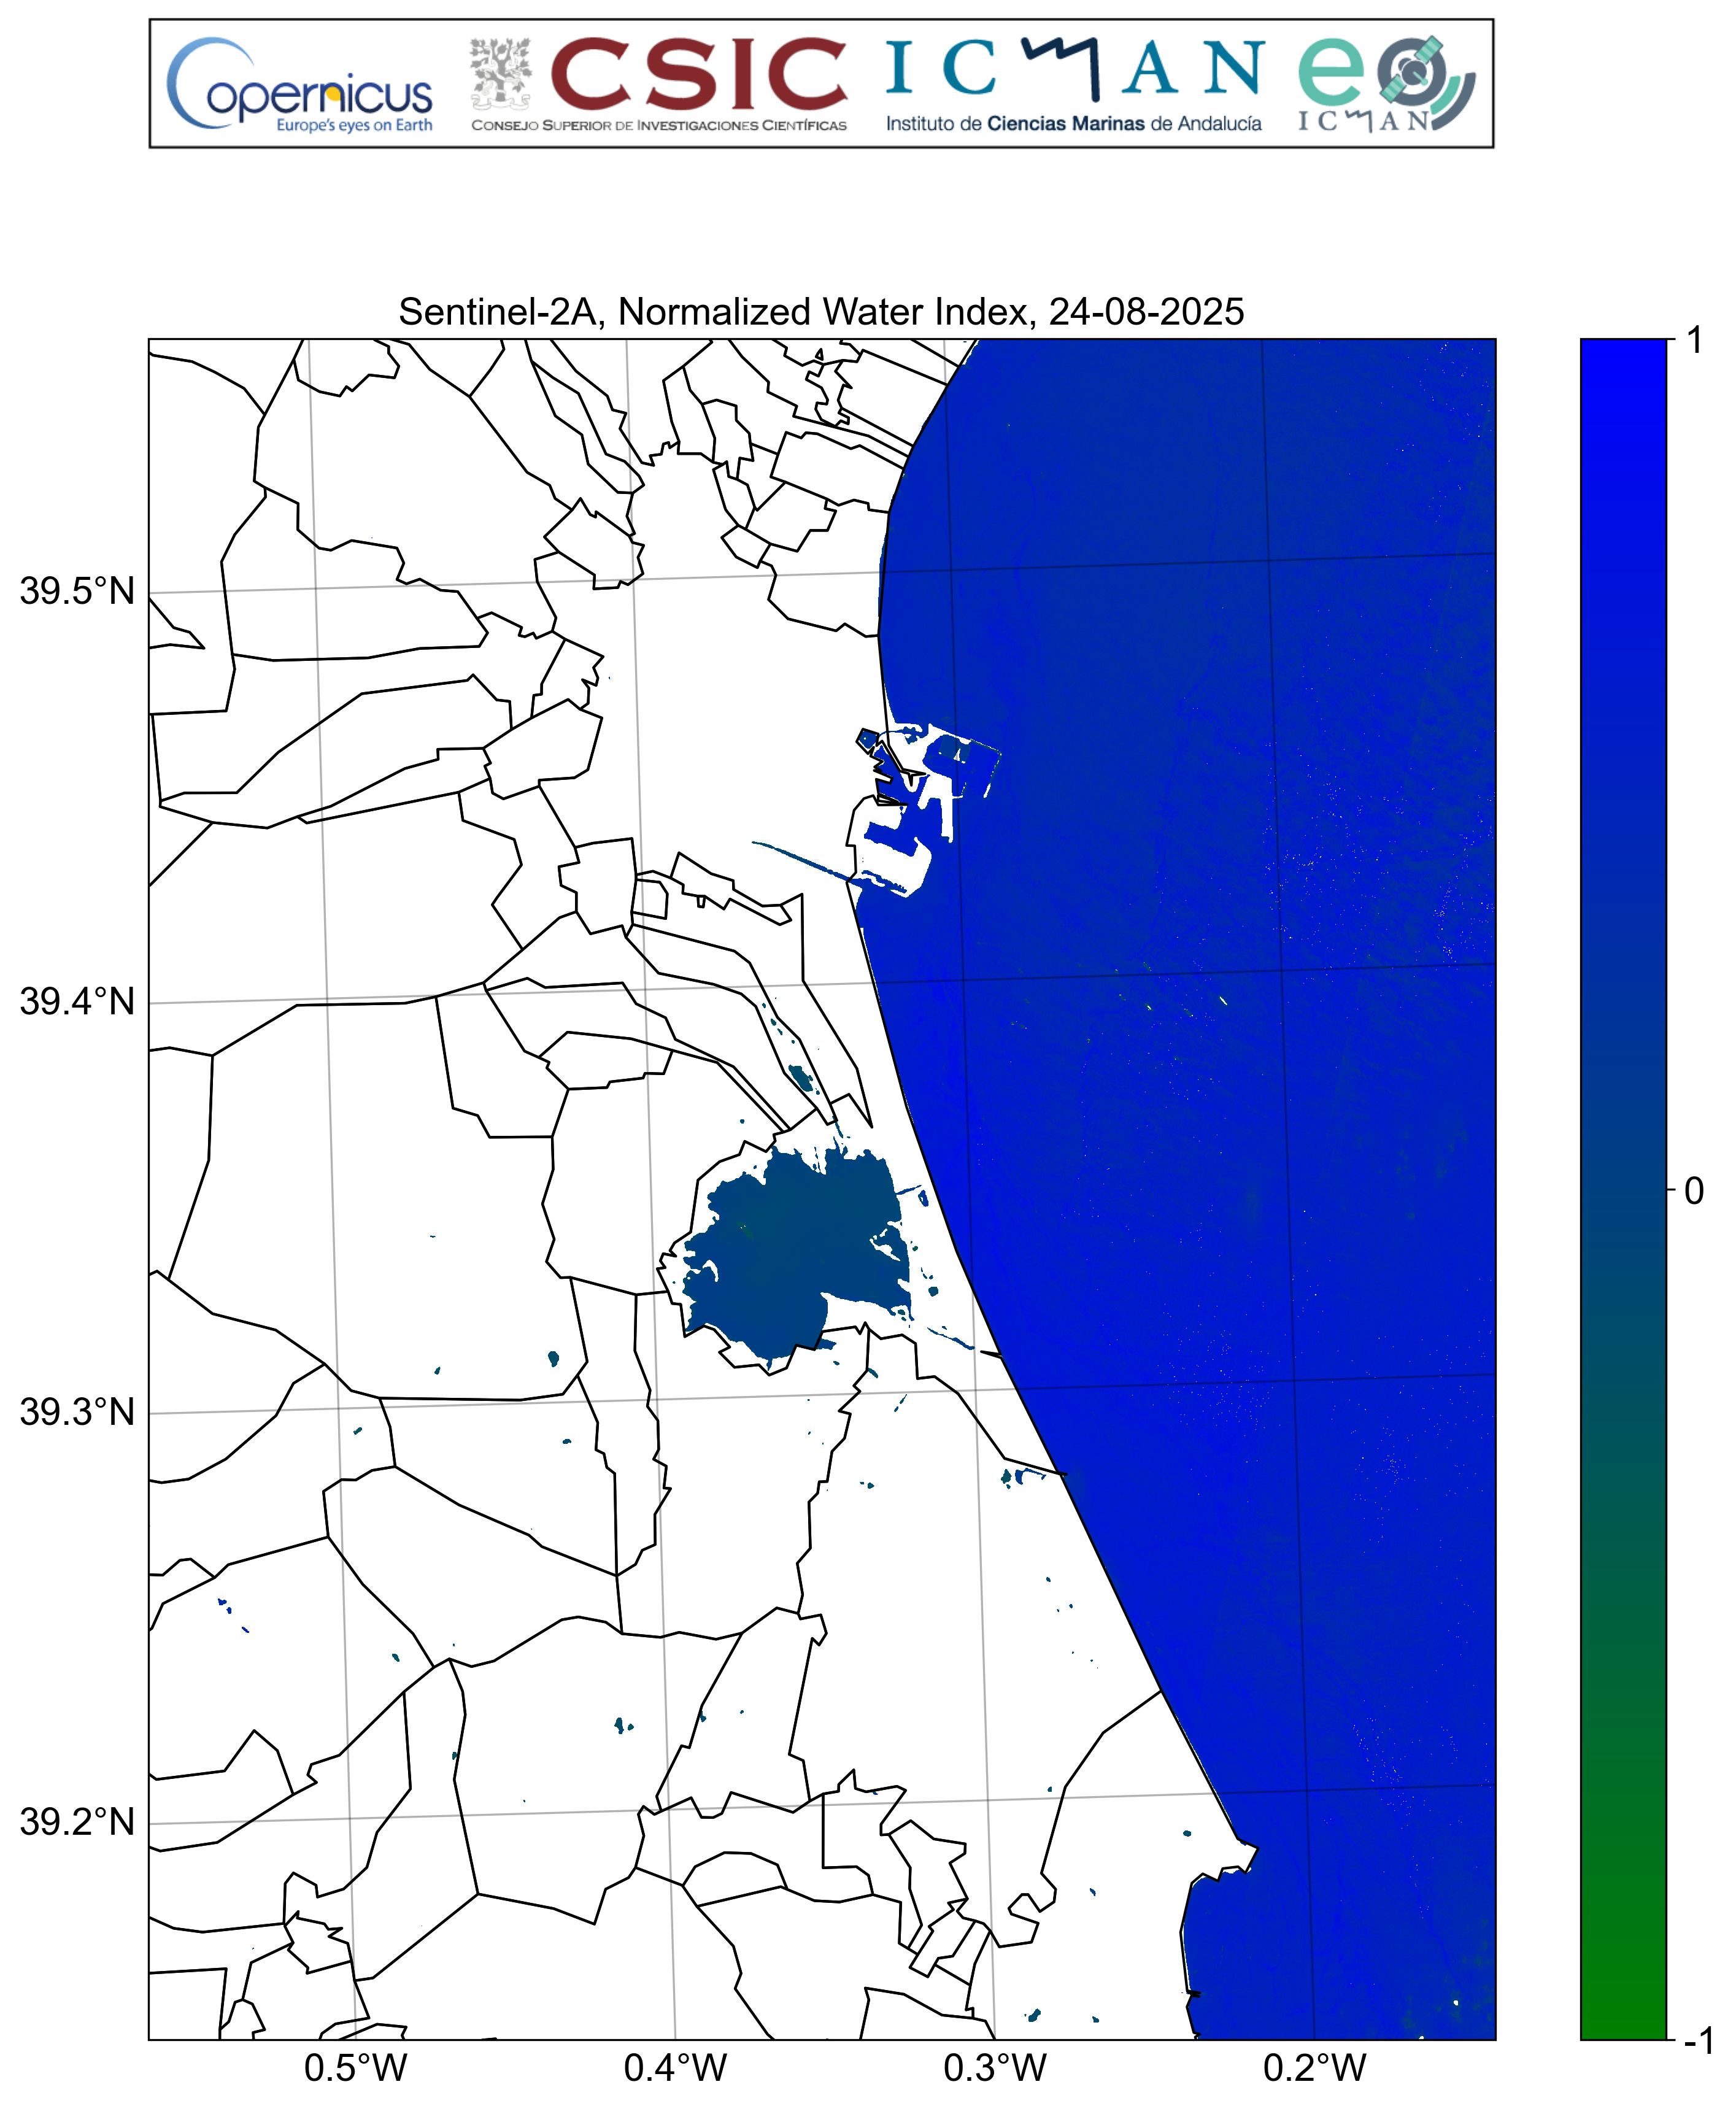 opernicus
Europe's eyes on Earth
CSIC
CONSEJO SUPERIOR DE INVESTIGACIONES CIENTÍFICAS
ICMAN
Instituto de Ciencias Marinas de Andalucía
eo
ICMAN
Sentinel-2A, Normalized Water Index, 24-08-2025
1
39.5°N
39.4°N
0
39.3°N
39.2°N
-1
0.5°W 0.4°W 0.3°W 0.2°W